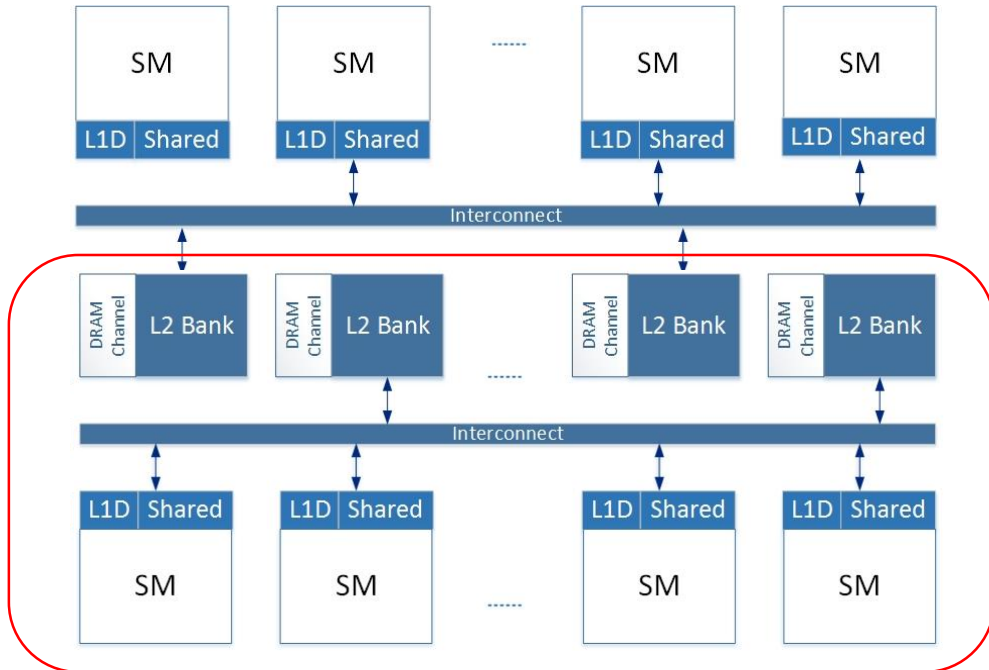 SM SM ...... SM SM
L1D Shared L1D Shared L1D Shared L1D Shared
Interconnect
DRAM Channel L2 Bank DRAM Channel L2 Bank ...... DRAM Channel L2 Bank DRAM Channel L2 Bank
Interconnect
L1D Shared L1D Shared L1D Shared L1D Shared
SM SM ...... SM SM